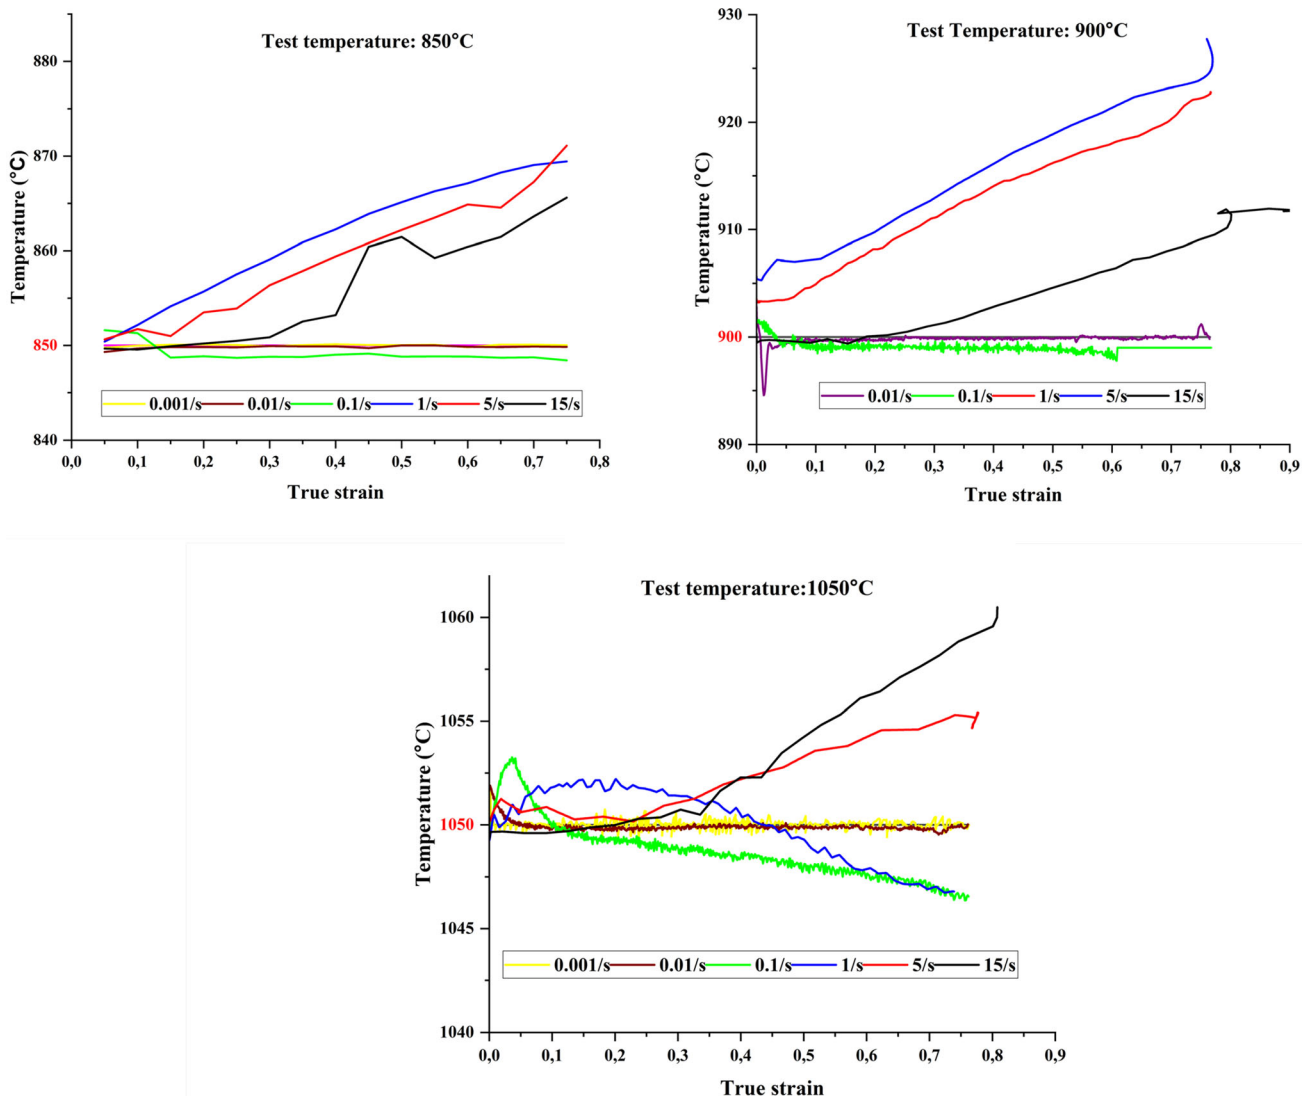 Test temperature: 850°C
Temperature (°C)
880
870
860
850
840
0.001/s 0.01/s 0.1/s 1/s 5/s 15/s
0,0 0,1 0,2 0,3 0,4 0,5 0,6 0,7 0,8
True strain
Test Temperature: 900°C
Temperature (°C)
930
920
910
900
890
0.01/s 0.1/s 1/s 5/s 15/s
0,0 0,1 0,2 0,3 0,4 0,5 0,6 0,7 0,8 0,9
True strain
Test temperature:1050°C
Temperature (°C)
1060
1055
1050
1045
1040
0.001/s 0.01/s 0.1/s 1/s 5/s 15/s
0,0 0,1 0,2 0,3 0,4 0,5 0,6 0,7 0,8 0,9
True strain